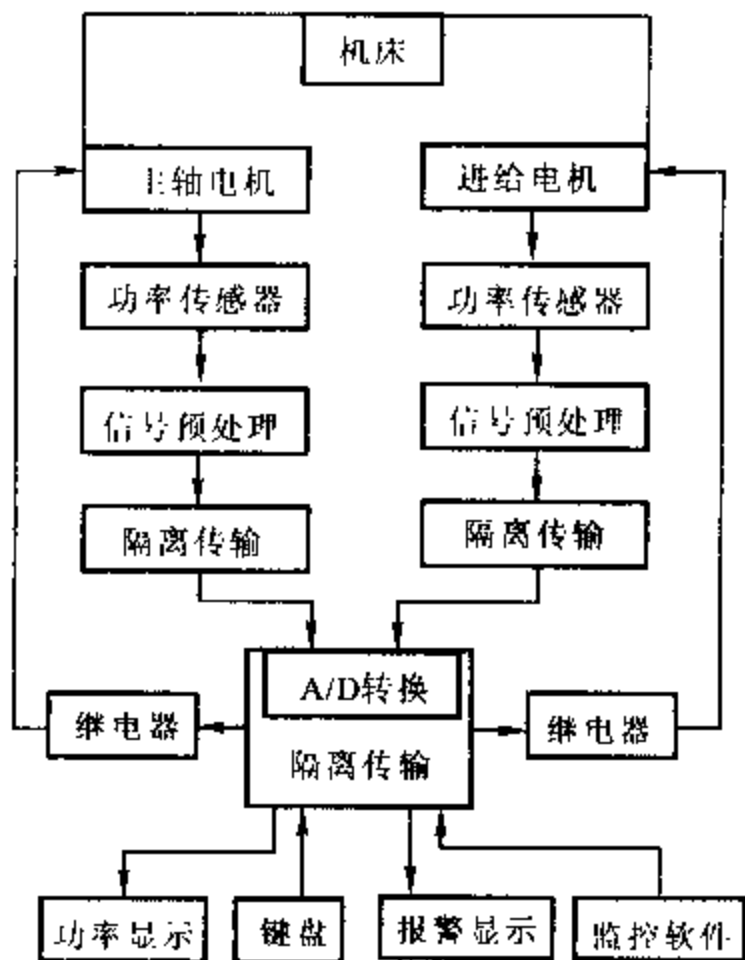 机床
主轴电机
进给电机
功率传感器
功率传感器
信号预处理
信号预处理
隔离传输
隔离传输
A/D转换
继电器
隔离传输
继电器
功率显示
键盘
报警显示
监控软件